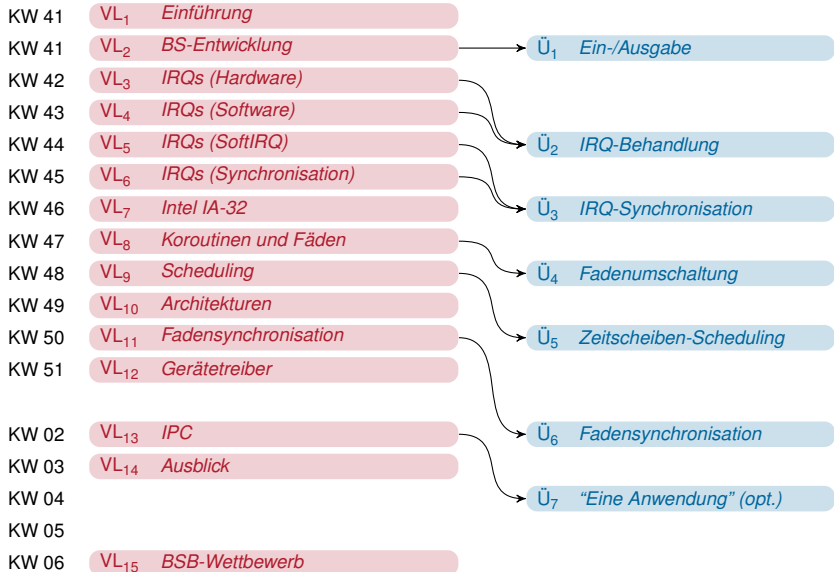 KW 41 VL1 Einführung
KW 41 VL2 BS-Entwicklung Ü1 Ein-/Ausgabe
KW 42 VL3 IRQs (Hardware)
KW 43 VL4 IRQs (Software)
KW 44 VL5 IRQs (SoftIRQ) Ü2 IRQ-Behandlung
KW 45 VL6 IRQs (Synchronisation)
KW 46 VL7 Intel IA-32 Ü3 IRQ-Synchronisation
KW 47 VL8 Koroutinen und Fäden
KW 48 VL9 Scheduling Ü4 Fadenumschaltung
KW 49 VL10 Architekturen
KW 50 VL11 Fadensynchronisation Ü5 Zeitscheiben-Scheduling
KW 51 VL12 Gerätetreiber
KW 02 VL13 IPC Ü6 Fadensynchronisation
KW 03 VL14 Ausblick
KW 04 Ü7 “Eine Anwendung” (opt.)
KW 05
KW 06 VL15 BSB-Wettbewerb